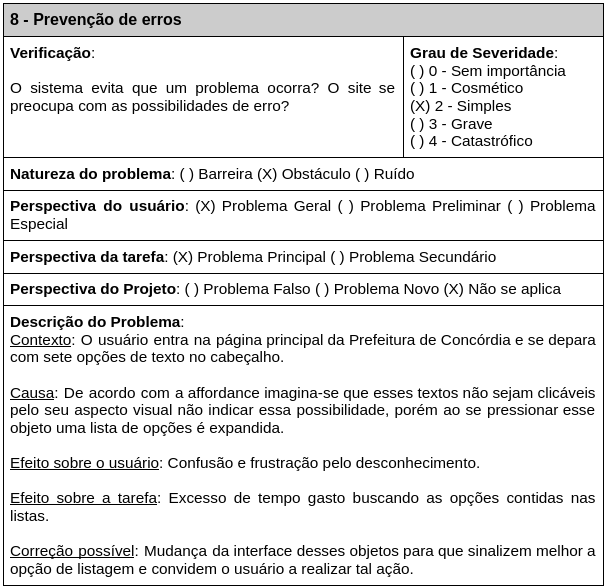 8 - Prevenção de erros
Verificação:
O sistema evita que um problema ocorra? O site se
preocupa com as possibilidades de erro?
Grau de Severidade:
( ) 0 - Sem importância
( ) 1 - Cosmético
(X) 2 - Simples
( ) 3 - Grave
( ) 4 - Catastrófico
Natureza do problema: ( ) Barreira (X) Obstáculo ( ) Ruído
Perspectiva do usuário: (X) Problema Geral ( ) Problema Preliminar ( ) Problema
Especial
Perspectiva da tarefa: (X) Problema Principal ( ) Problema Secundário
Perspectiva do Projeto: ( ) Problema Falso ( ) Problema Novo (X) Não se aplica
Descrição do Problema:
Contexto: O usuário entra na página principal da Prefeitura de Concórdia e se depara
com sete opções de texto no cabeçalho.
Causa: De acordo com a affordance imagina-se que esses textos não sejam clicáveis
pelo seu aspecto visual não indicar essa possibilidade, porém ao se pressionar esse
objeto uma lista de opções é expandida.
Efeito sobre o usuário: Confusão e frustração pelo desconhecimento.
Efeito sobre a tarefa: Excesso de tempo gasto buscando as opções contidas nas
listas.
Correção possível: Mudança da interface desses objetos para que sinalizem melhor a
opção de listagem e convidem o usuário a realizar tal ação.